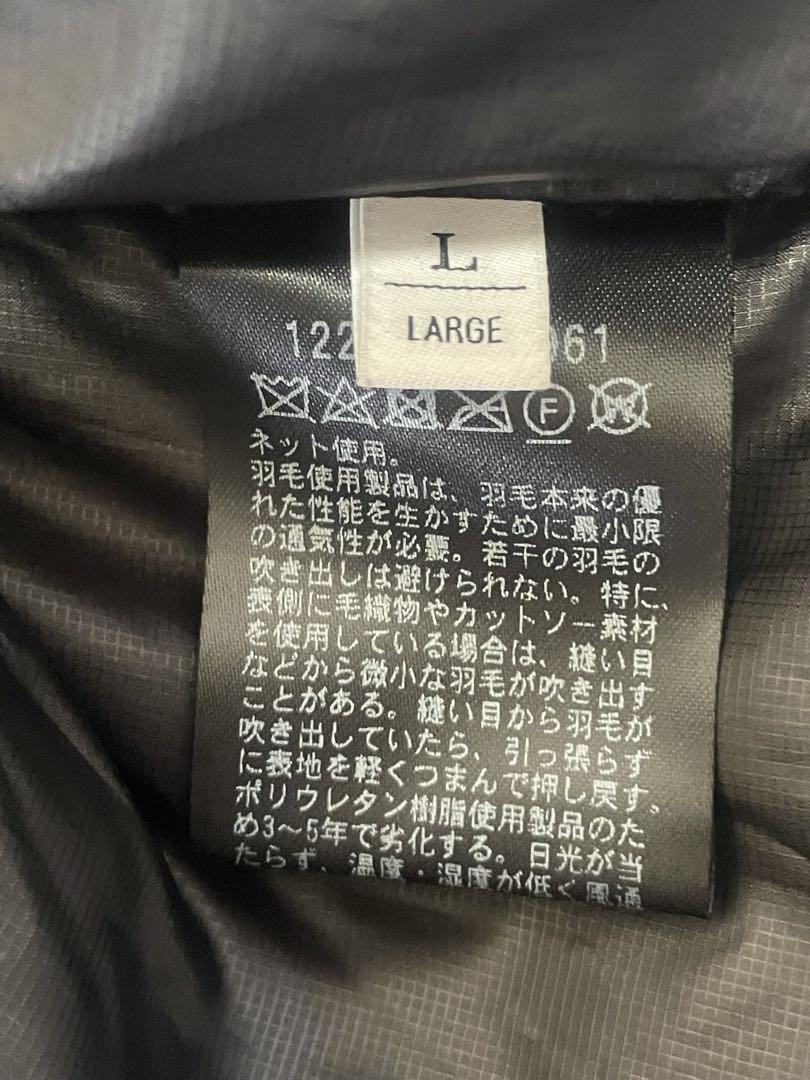 L
LARGE
122
061
F
W
ネット使用。
羽毛使用製品は、羽毛本来の優
れた性能を生かすために最小限
の通気性が必要。若干の羽毛の
吹き出しは避けられない。特に、
表側に毛織物やカットソー素材
を使用している場合は、縫い目
などから微小な羽毛が吹き出す
ことがある。縫い目から羽毛が
吹き出していたら、引っ張らず
に表地を軽くつまんで押し戻す。
ポリウレタン樹脂使用製品のた
め3～5年で劣化する。日光が当
たらず、温度・湿度が低く風通